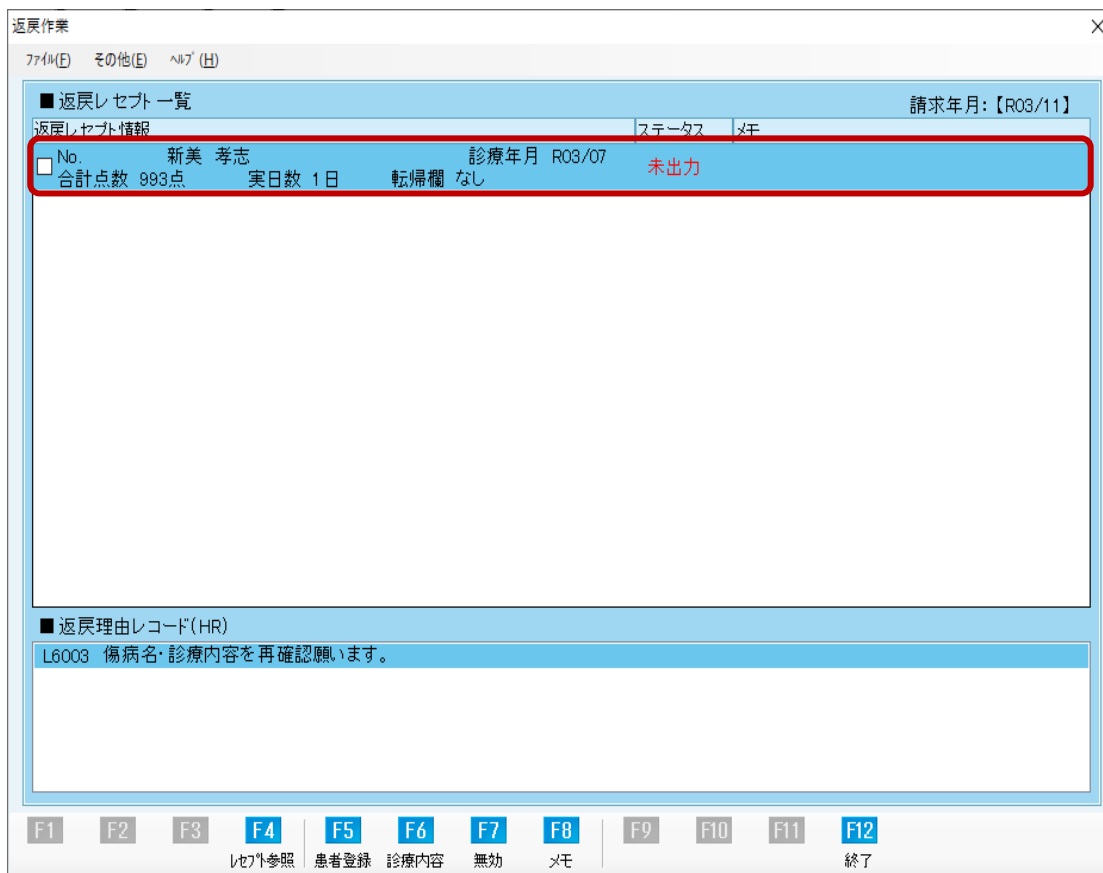 返戻作業
ﾌｧｲﾙ(F) その他(E) ﾍﾙﾌﾟ(H)
■返戻レセプト一覧 請求年月:【R03/11】
返戻レセプト情報 ステータス メモ
No. 新美 孝志 診療年月 R03/07
合計点数 993点 実日数 1日 転帰欄 なし 未出力
■返戻理由レコード(HR)
L6003 傷病名・診療内容を再確認願います。
F1 F2 F3 F4 F5 F6 F7 F8 F9 F10 F11 F12
ﾚｾﾌﾟﾄ参照 患者登録 診療内容 無効 メモ 終了